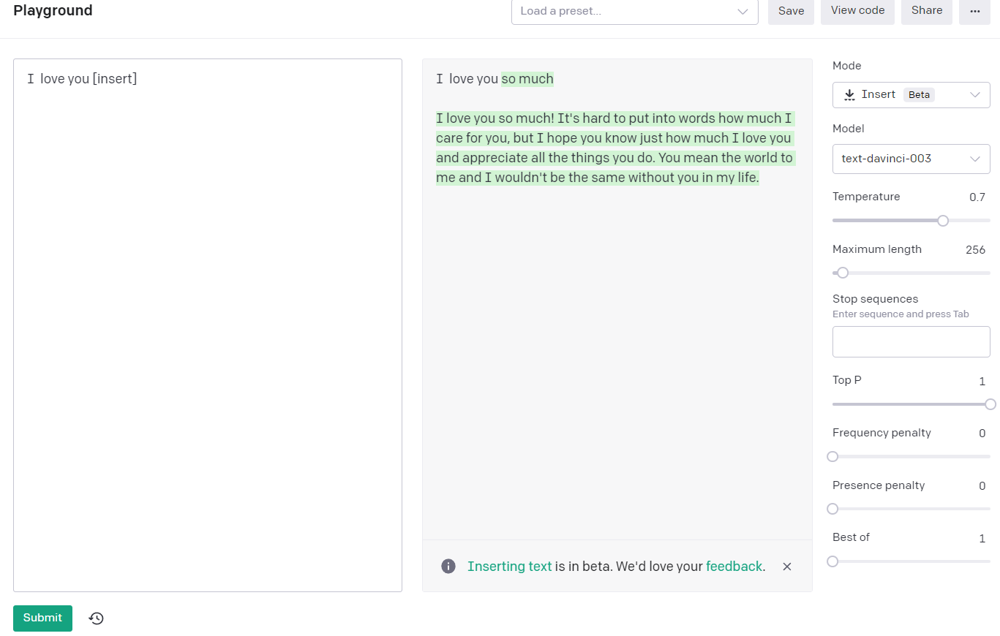 Playground
Load a preset...
Save
View code
Share
...
I  love you [insert]
I  love you so much
I love you so much! It's hard to put into words how much I
care for you, but I hope you know just how much I love you
and appreciate all the things you do. You mean the world to
me and I wouldn't be the same without you in my life.
Inserting text is in beta. We'd love your feedback.
Submit
Mode
Insert Beta
Model
text-davinci-003
Temperature 0.7
Maximum length 256
Stop sequences
Enter sequence and press Tab
Top P 1
Frequency penalty 0
Presence penalty 0
Best of 1